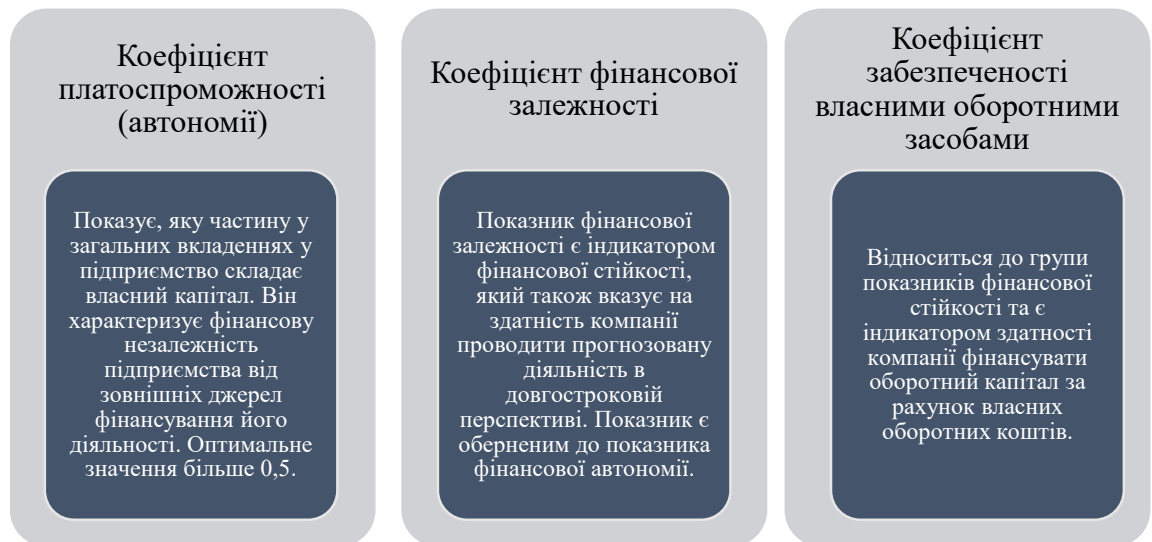 Коефіцієнт
платоспроможності
(автономії)
Показує, яку частину у
загальних вкладеннях у
підприємство складає
власний капітал. Він
характеризує фінансову
незалежність
підприємства від
зовнішніх джерел
фінансування його
діяльності. Оптимальне
значення більше 0,5.
Коефіцієнт фінансової
залежності
Показник фінансової
залежності є індикатором
фінансової стійкості,
який також вказує на
здатність компанії
проводити прогнозовану
діяльність в
довгостроковій
перспективі. Показник є
оберненим до показника
фінансової автономії.
Коефіцієнт
забезпеченості
власними оборотними
засобами
Відноситься до групи
показників фінансової
стійкості та є
індикатором здатності
компанії фінансувати
оборотний капітал за
рахунок власних
оборотних коштів.